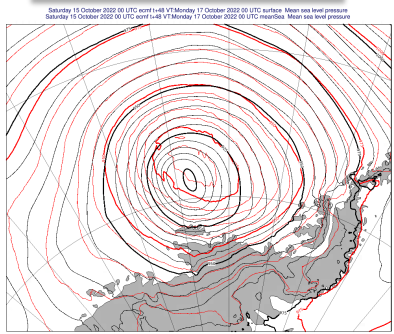 Saturday 15 October 2022 00 UTC ecmf t+48 VT:Monday 17 October 2022 00 UTC surface Mean sea level pressure
Saturday 15 October 2022 00 UTC ecmf t+48 VT:Monday 17 October 2022 00 UTC meanSea Mean sea level pressure